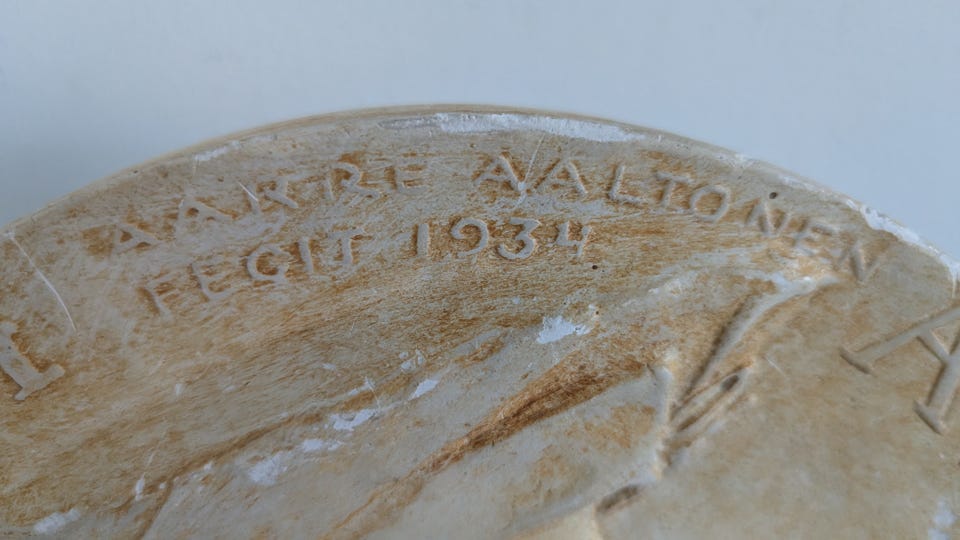 AARRE AALTONEN
FECIT 1934